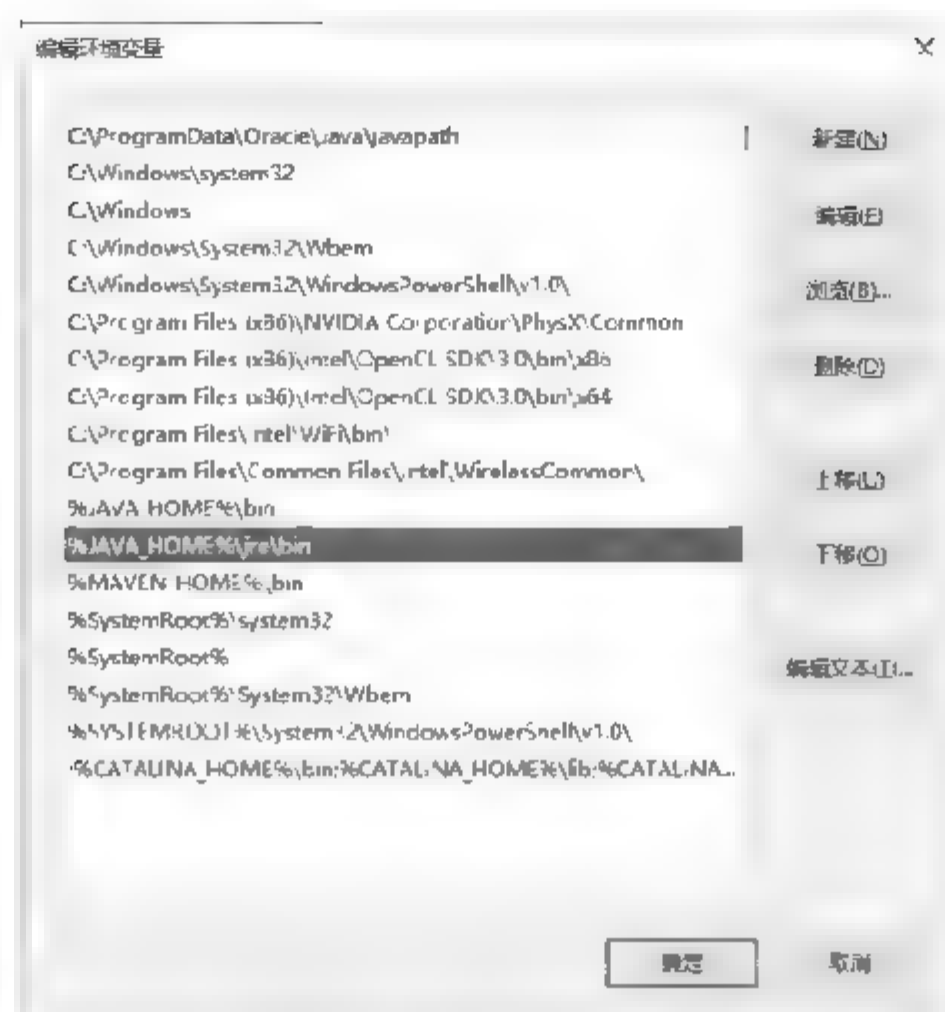 编辑环境变量
C:\ProgramData\Oracle\Java\javapath
新建(N)
C:\Windows\system32
C:\Windows
编辑(E)
C:\Windows\System32\Wbem
C:\Windows\System32\WindowsPowerShell\v1.0\
浏览(B)...
C:\Program Files (x86)\NVIDIA Corporation\PhysX\Common
C:\Program Files (x86)\Intel\OpenCL SDK\3.0\bin\x86
删除(D)
C:\Program Files (x86)\Intel\OpenCL SDK\3.0\bin\x64
C:\Program Files\Intel\WiFi\bin\
C:\Program Files\Common Files\Intel\WirelessCommon\
上移(U)
%JAVA_HOME%\bin
%JAVA_HOME%\jre\bin
下移(O)
%MAVEN_HOME%\bin
%SystemRoot%\system32
%SystemRoot%
编辑文本(T)...
%SystemRoot%\System32\Wbem
%SYSTEMROOT%\System32\WindowsPowerShell\v1.0\
%CATALINA_HOME%\bin;%CATALINA_HOME%\lib;%CATALINA...
确定
取消